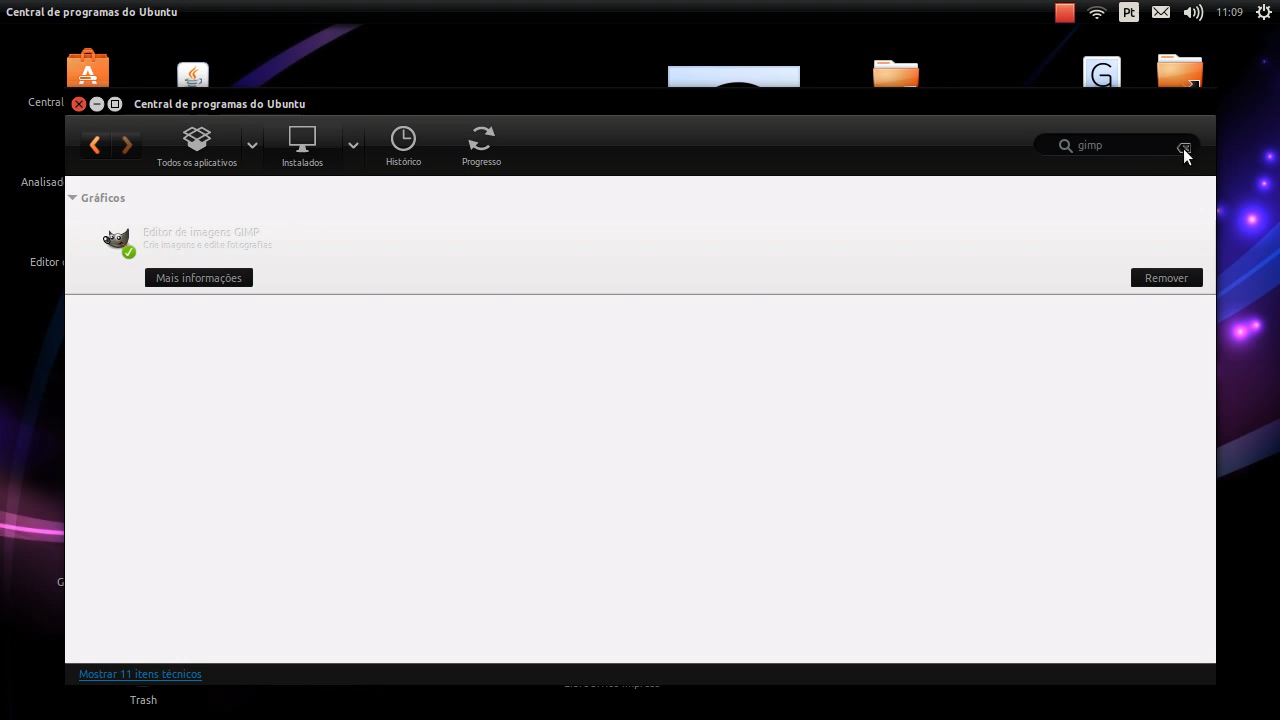 Central de programas do Ubuntu
Pt
11:09
Central
Central de programas do Ubuntu
Todos os aplicativos
Instalados
Histórico
Progresso
gimp
Gráficos
Editor de imagens GIMP
Crie imagens e edite fotografias
Mais informações
Remover
Mostrar 11 itens técnicos
Trash